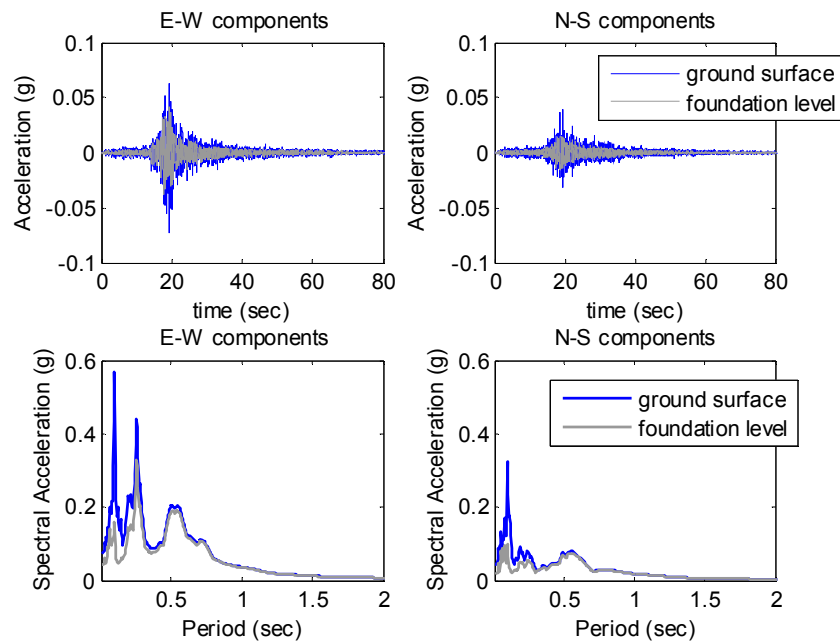 E-W components
N-S components
0.1
0.05
0
-0.05
-0.1
Acceleration (g)
0 20 40 60 80
time (sec)
0.1
0.05
0
-0.05
-0.1
Acceleration (g)
0 20 40 60 80
time (sec)
ground surface
foundation level
E-W components
N-S components
0.6
0.4
0.2
0
Spectral Acceleration (g)
0.5 1 1.5 2
Period (sec)
0.6
0.4
0.2
0
Spectral Acceleration (g)
0.5 1 1.5 2
Period (sec)
ground surface
foundation level